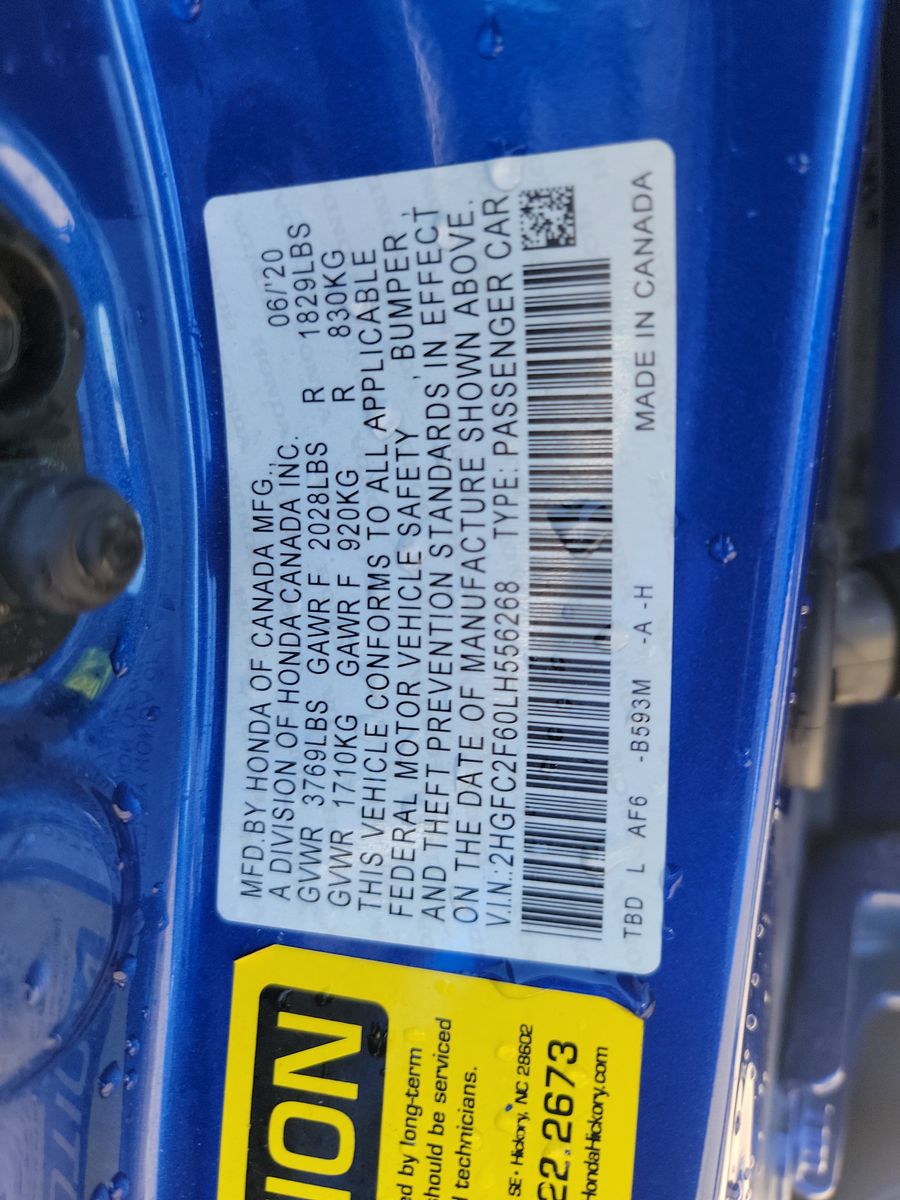 MFD.BY HONDA OF CANADA MFG., 06/'20
A DIVISION OF HONDA CANADA INC.
GVWR 3769LBS GAWR F 2028LBS R 1829LBS
GVWR 1710KG GAWR F 920KG R 830KG
THIS VEHICLE CONFORMS TO ALL APPLICABLE
FEDERAL MOTOR VEHICLE SAFETY , BUMPER ,
AND THEFT PREVENTION STANDARDS IN EFFECT
ON THE DATE OF MANUFACTURE SHOWN ABOVE.
V.I.N.:2HGFC2F60LH556268 TYPE:PASSENGER CAR
TBD L AF6 -B593M -A -H MADE IN CANADA
ION
ed by long-term
should be serviced
d technicians.
SE • Hickory, NC 28602
22.2673
HondaHickory.com